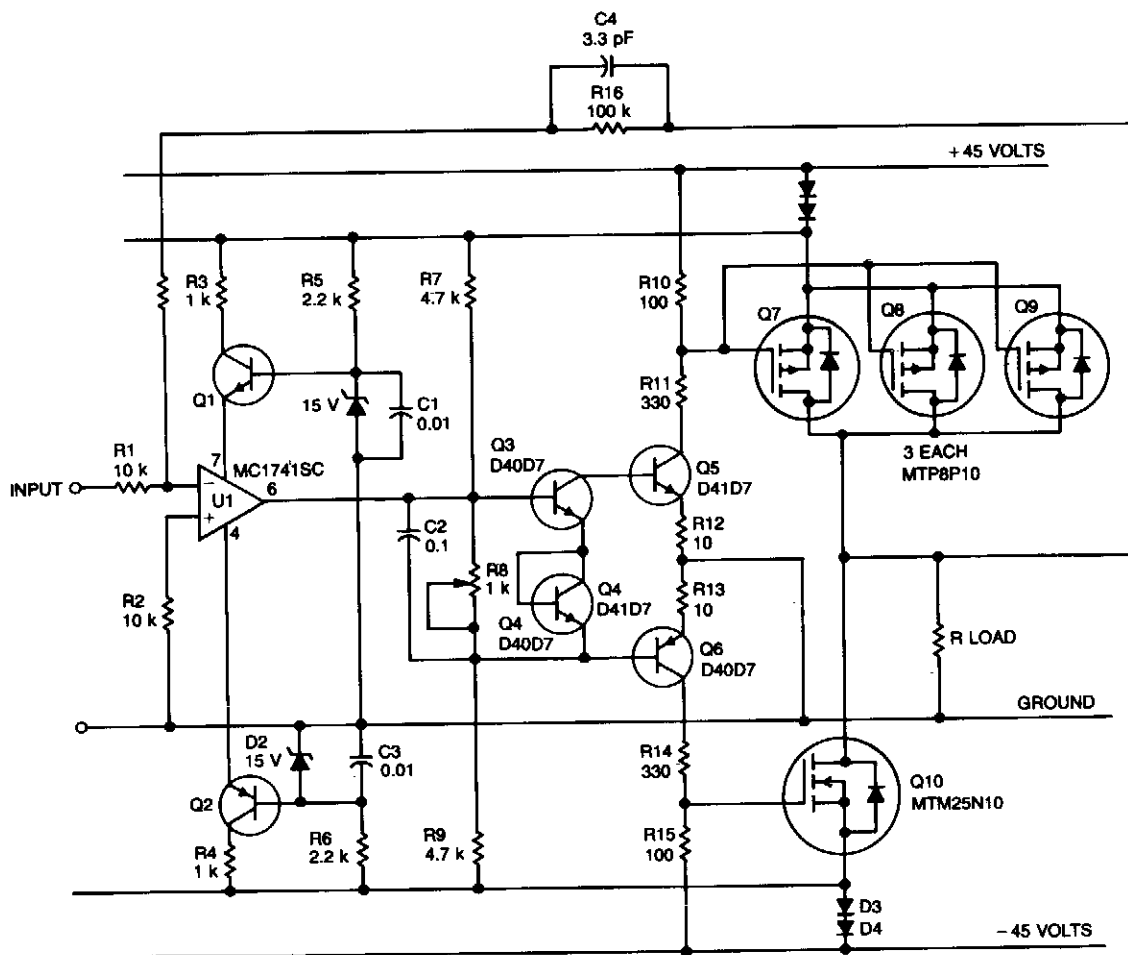 C4
3.3 pF
R16
100 k
+45 VOLTS
R3
1 k
R5
2.2 k
R7
4.7 k
R10
100
Q7
Q8
Q9
R11
330
Q1
15 V
C1
0.01
Q3
D40D7
Q5
D41D7
3 EACH
MTP8P10
R1
10 k
INPUT
7
MC1741SC
6
−
U1
+
4
C2
0.1
R12
10
R8
1 k
Q4
D41D7
R13
10
R2
10 k
Q4
D40D7
Q6
D40D7
R LOAD
GROUND
D2
15 V
C3
0.01
R14
330
Q10
MTM25N10
Q2
R4
1 k
R6
2.2 k
R9
4.7 k
R15
100
D3
D4
−45 VOLTS